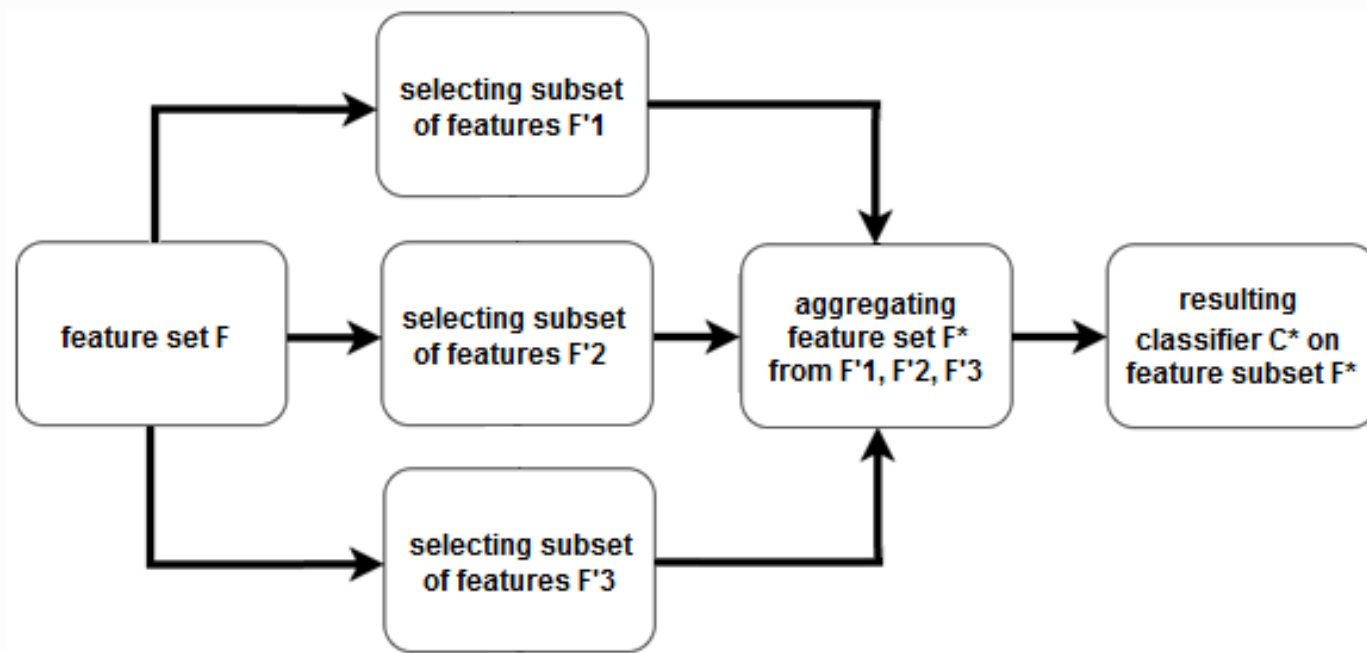 selecting subset
of features F'1
feature set F
selecting subset
of features F'2
aggregating
feature set F*
from F'1, F'2, F'3
resulting
classifier C* on
feature subset F*
selecting subset
of features F'3